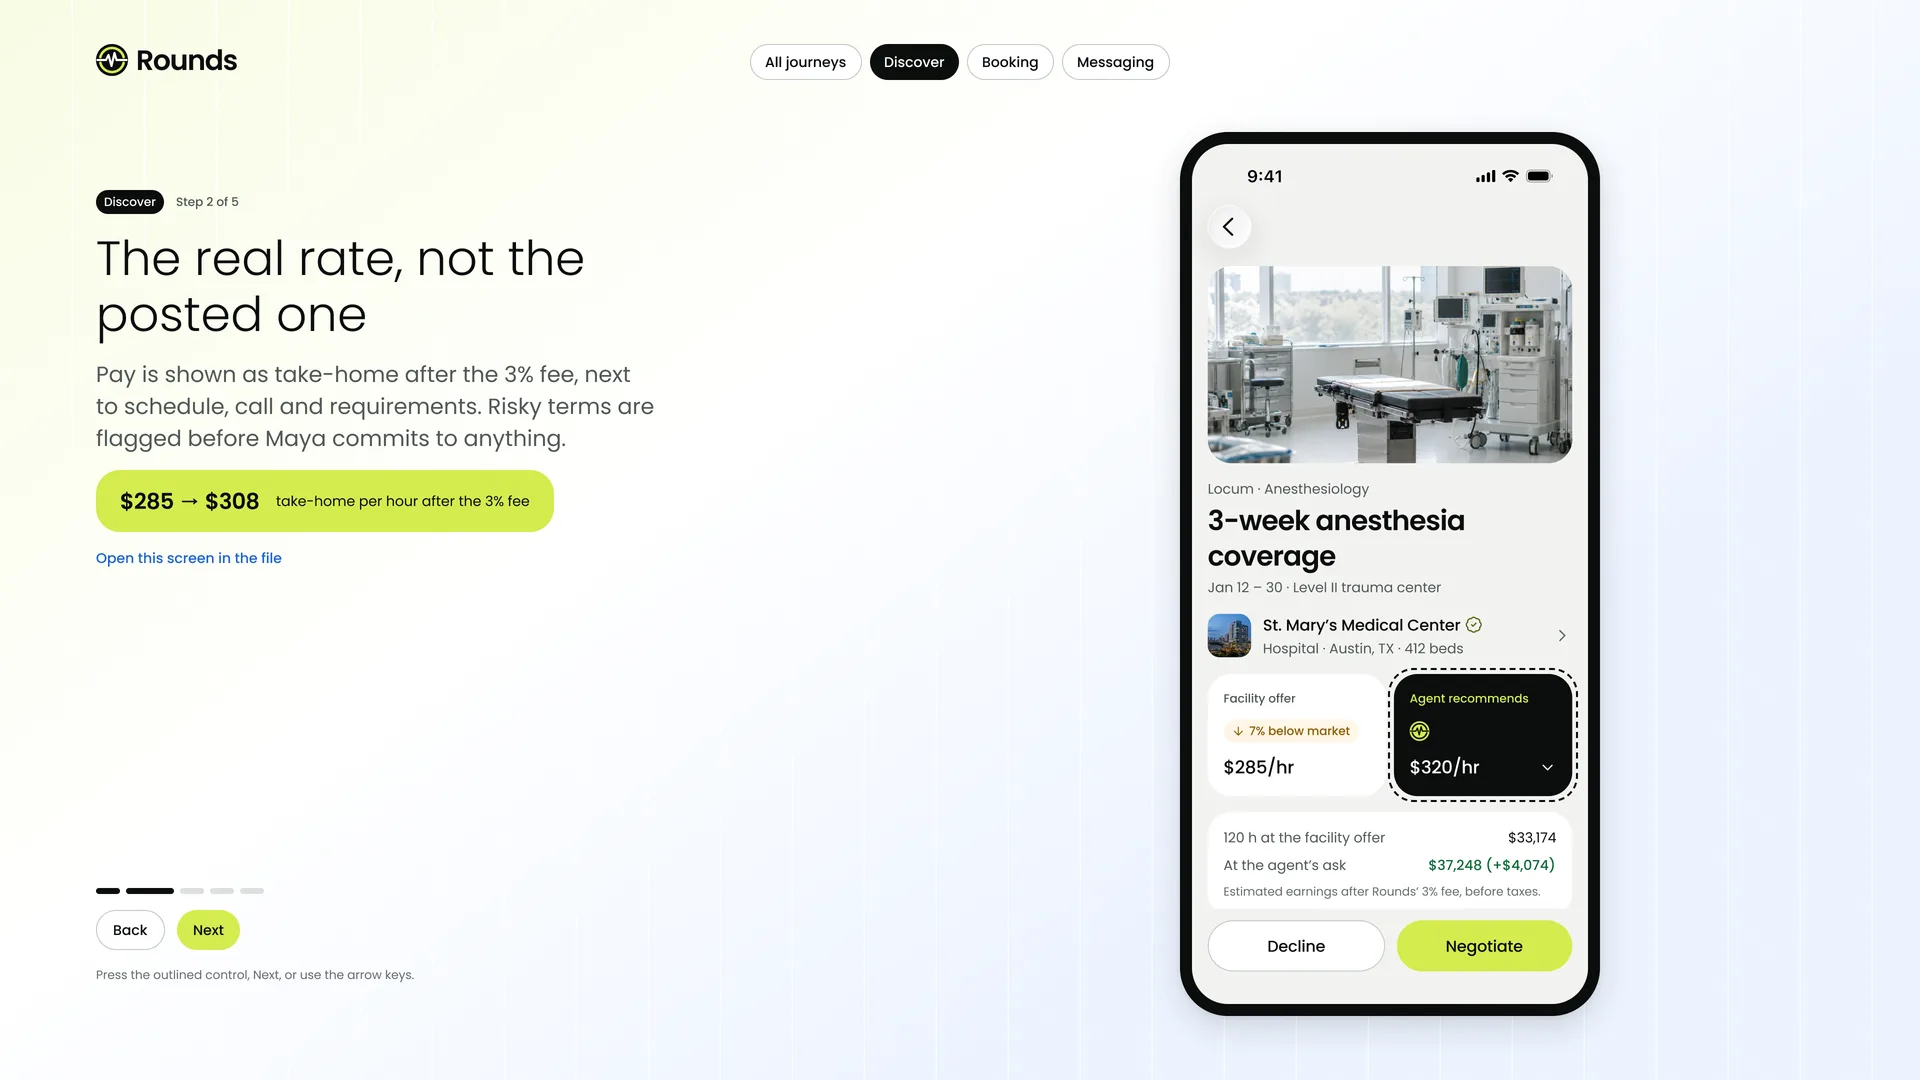 Rounds
All journeys
Discover
Booking
Messaging
Discover
Step 2 of 5
The real rate, not the
posted one
Pay is shown as take-home after the 3% fee, next
to schedule, call and requirements. Risky terms are
flagged before Maya commits to anything.
$285 → $308 take-home per hour after the 3% fee
Open this screen in the file
Back
Next
Press the outlined control, Next, or use the arrow keys.
9:41
Locum · Anesthesiology
3-week anesthesia
coverage
Jan 12 – 30 · Level II trauma center
St. Mary’s Medical Center
Hospital · Austin, TX · 412 beds
Facility offer
↓ 7% below market
$285/hr
Agent recommends
$320/hr
120 h at the facility offer $33,174
At the agent’s ask $37,248 (+$4,074)
Estimated earnings after Rounds’ 3% fee, before taxes.
Decline
Negotiate